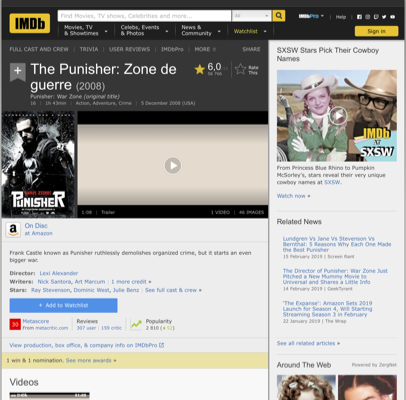 IMDb
Find Movies, TV shows, Celebrities and more...
All
IMDbPro
Help
Movies, TV
& Showtimes
Celebs, Events
& Photos
News &
Community
Watchlist
Sign in
FULL CAST AND CREW | TRIVIA | USER REVIEWS | IMDbPro | MORE
SHARE
The Punisher: Zone de
guerre (2008)
Punisher: War Zone (original title)
16 | 1h 43min | Action, Adventure, Crime | 5 December 2008 (USA)
6,0
Rate
This
PUNISHER
1:08 | Trailer
1 VIDEO | 46 IMAGES
On Disc
at Amazon
Frank Castle known as Punisher ruthlessly demolishes organized crime, but it starts an even
bigger war.
Director: Lexi Alexander
Writers: Nick Santora, Art Marcum | 1 more credit »
Stars: Ray Stevenson, Dominic West, Julie Benz | See full cast & crew »
+ Add to Watchlist
30
Metascore
From metacritic.com
Reviews
307 user | 159 critic
Popularity
2 810
View production, box office, & company info on IMDbPro
1 win & 1 nomination. See more awards »
Videos
SXSW Stars Pick Their Cowboy
Names
IMDb
AT
SXSW
From Princess Blue Rhino to Pumpkin
McSorley's, stars reveal their very unique
cowboy names at SXSW.
Watch now »
Related News
Lundgren Vs Jane Vs Stevenson Vs
Bernthal: 5 Reasons Why Each One Made
the Best Punisher
15 February 2019 | Screen Rant
The Director of Punisher: War Zone Just
Pitched a New Mummy Movie to
Universal and Shares a Little Info
14 February 2019 | GeekTyrant
'The Expanse': Amazon Sets 2019
Launch for Season 4, Will Starting
Streaming Season 3 in February
22 January 2019 | The Wrap
See all related articles »
Around The Web
Powered by ZergNet